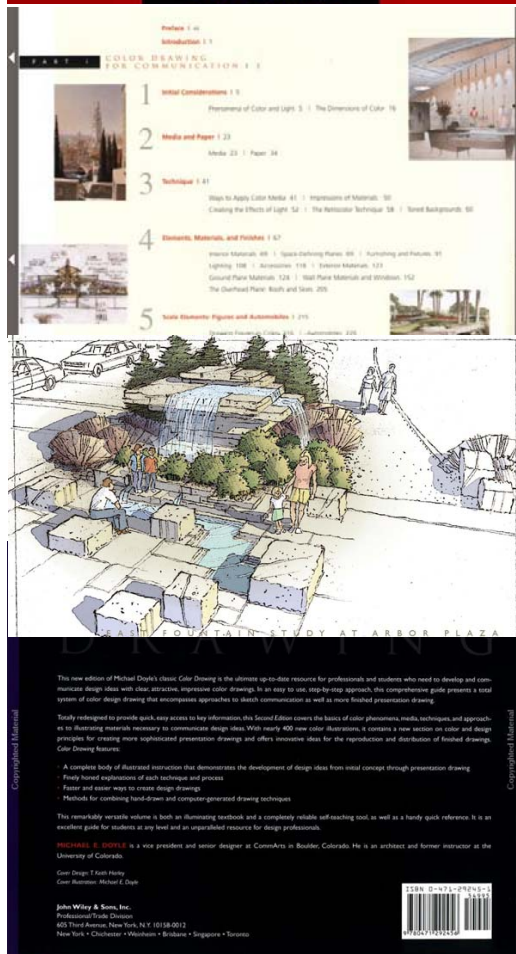 Preface | xi
Introduction | 1
PART 1
COLOR DRAWING
FOR COMMUNICATION | 3
1
Initial Considerations | 5
Phenomena of Color and Light 5 | The Dimensions of Color 16
2
Media and Paper | 23
Media 23 | Paper 34
3
Technique | 41
Ways to Apply Color Media 41 | Impressions of Materials 50
Creating the Effects of Light 52 | The Retrocolor Technique 58 | Toned Backgrounds 60
4
Elements, Materials, and Finishes | 67
Interior Materials 69 | Space-Defining Planes 69 | Furnishing and Fixtures 91
Lighting 108 | Accessories 118 | Exterior Materials 123
Ground Plane Materials 124 | Wall Plane Materials and Windows 152
The Overhead Plane: Roofs and Skies 205
5
Scale Elements: Figures and Automobiles | 215
EAST FOUNTAIN STUDY AT ARBOR PLAZA
DRAWING
This new edition of Michael Doyle's classic Color Drawing is the ultimate up-to-date resource for professionals and students who need to develop and com-
municate design ideas with clear, attractive, impressive color drawings. In an easy to use, step-by-step approach, this comprehensive guide presents a total
system of color design drawing that encompasses approaches to sketch communication as well as more finished presentation drawing.
Totally redesigned to provide quick, easy access to key information, this Second Edition covers the basics of color phenomena, media, techniques, and approach-
es to illustrating materials necessary to communicate design ideas. With nearly 400 new color illustrations, it contains a new section on color and design
principles for creating more sophisticated presentation drawings and offers innovative ideas for the reproduction and distribution of finished drawings.
Color Drawing features:
• A complete body of illustrated instruction that demonstrates the development of design ideas from initial concept through presentation drawing
• Finely honed explanations of each technique and process
• Faster and easier ways to create design drawings
• Methods for combining hand-drawn and computer-generated drawing techniques
This remarkably versatile volume is both an illuminating textbook and a completely reliable self-teaching tool, as well as a handy quick reference. It is an
excellent guide for students at any level and an unparalleled resource for design professionals.
MICHAEL E. DOYLE is a vice president and senior designer at CommArts in Boulder, Colorado. He is an architect and former instructor at the
University of Colorado.
Cover Design: T. Keith Harley
Cover Illustration: Michael E. Doyle
John Wiley & Sons, Inc.
Professional/Trade Division
605 Third Avenue, New York, N.Y. 10158-0012
New York • Chichester • Weinheim • Brisbane • Singapore • Toronto
ISBN 0-471-29245-6
54995
9 780471 292456
Copyrighted Material
Copyrighted Material